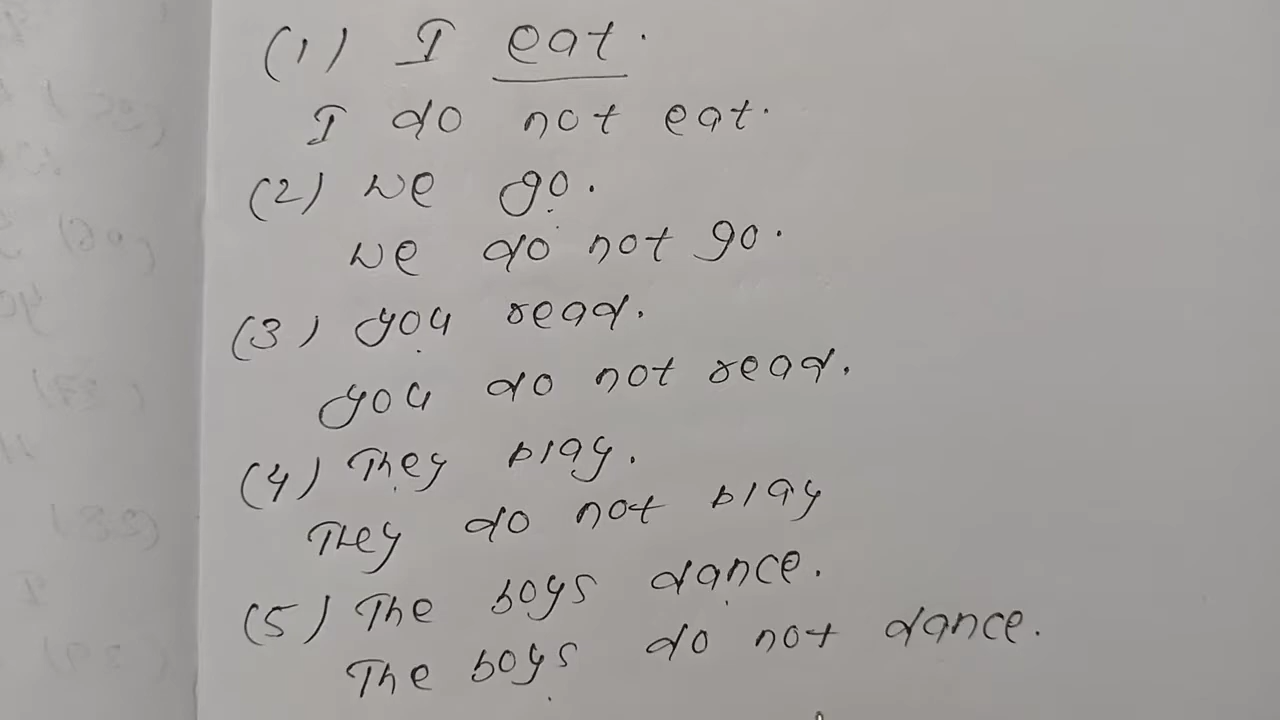 (1) I eat.
I do not eat.
(2) we go.
we do not go.
(3) you read.
you do not read.
(4) They play.
They do not play
(5) The boys dance.
The boys do not dance.